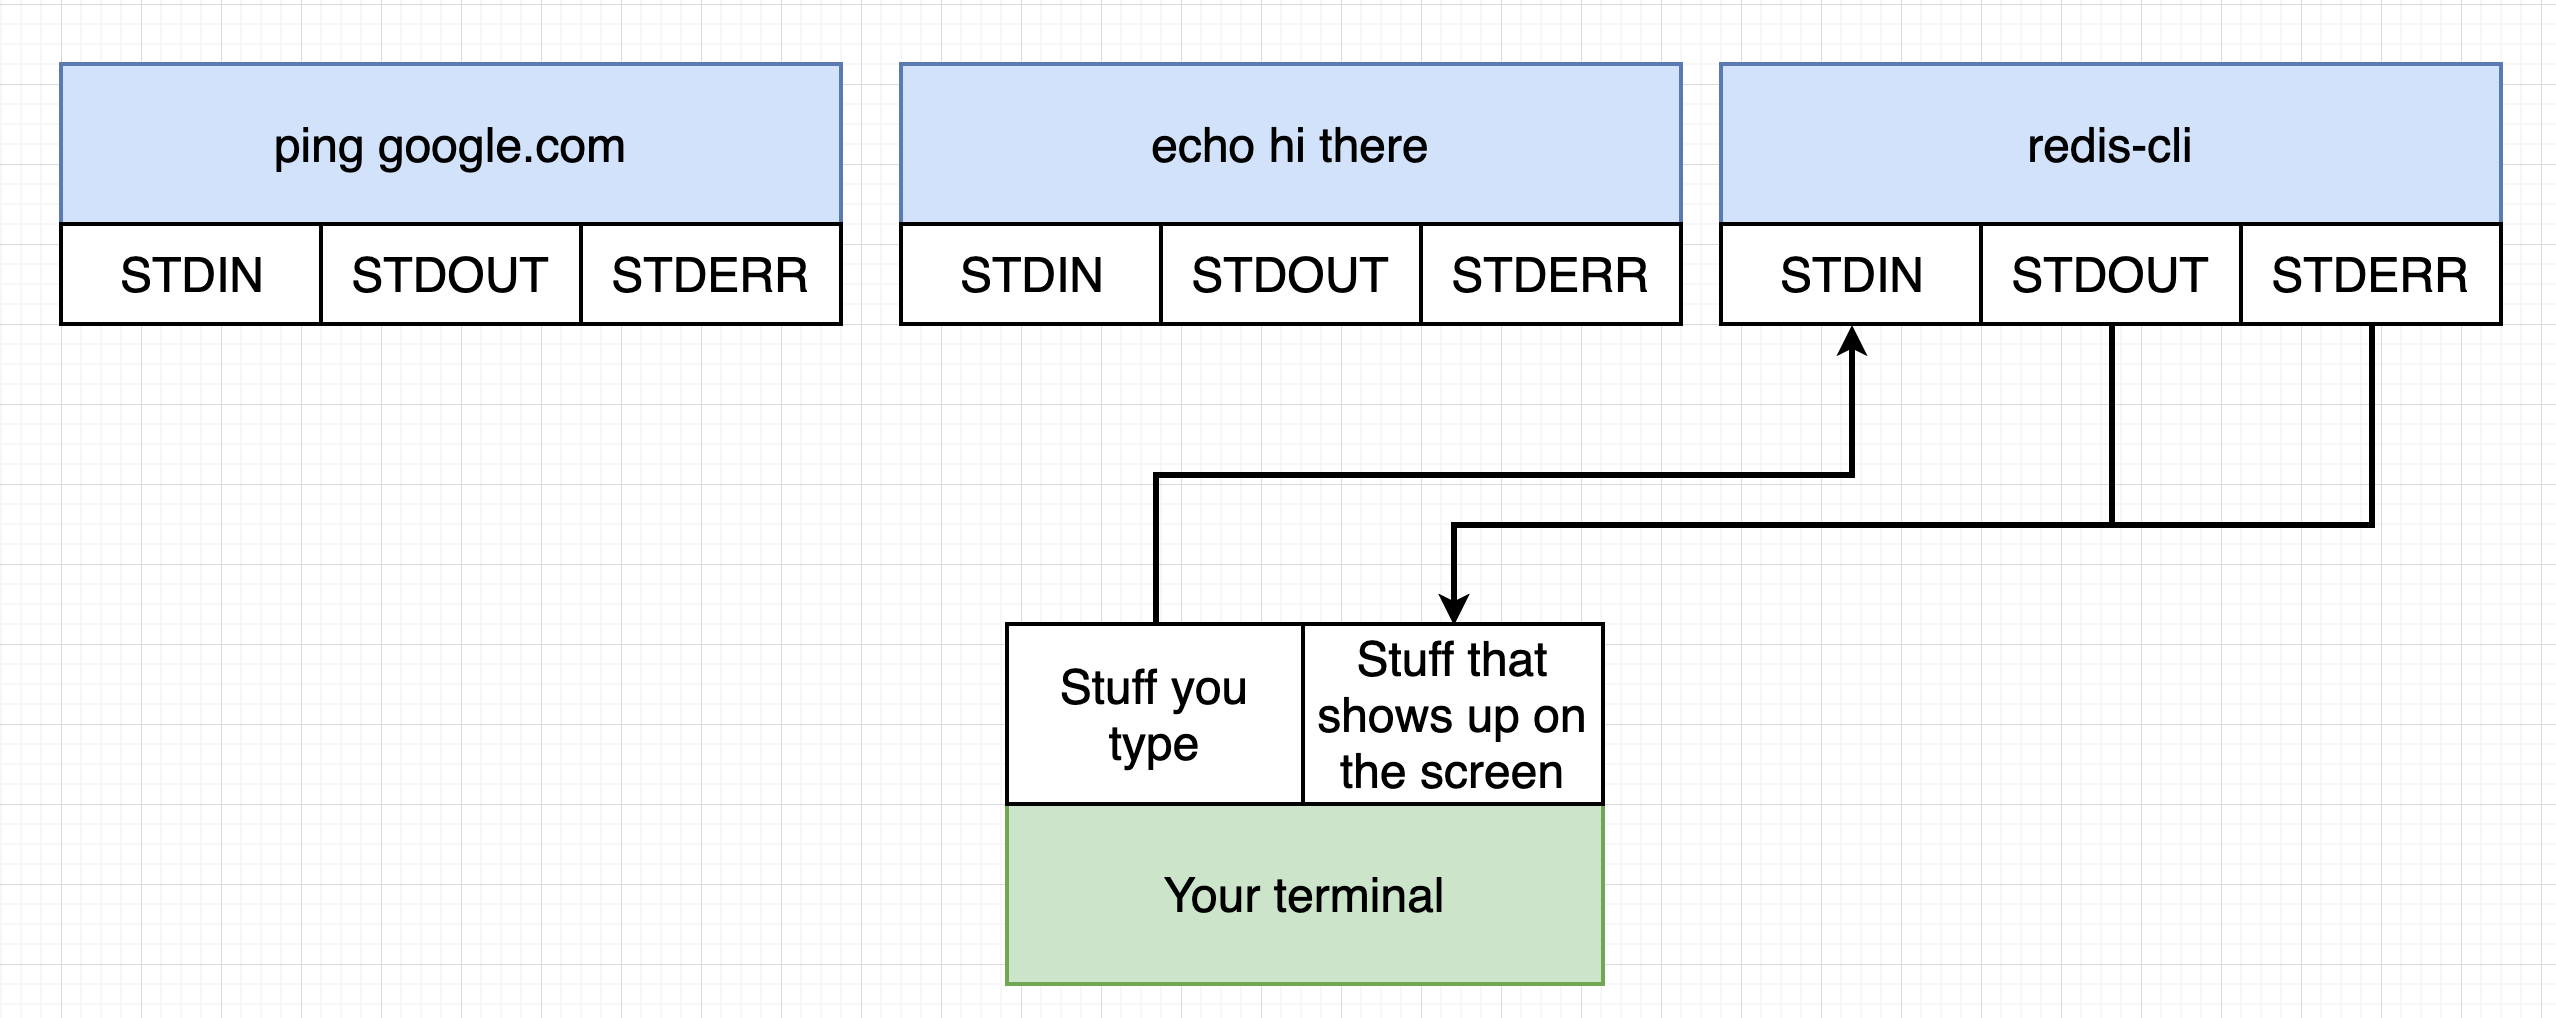 ping google.com
echo hi there
redis-cli
STDIN
STDOUT
STDERR
STDIN
STDOUT
STDERR
STDIN
STDOUT
STDERR
Stuff you
type
Stuff that
shows up on
the screen
Your terminal